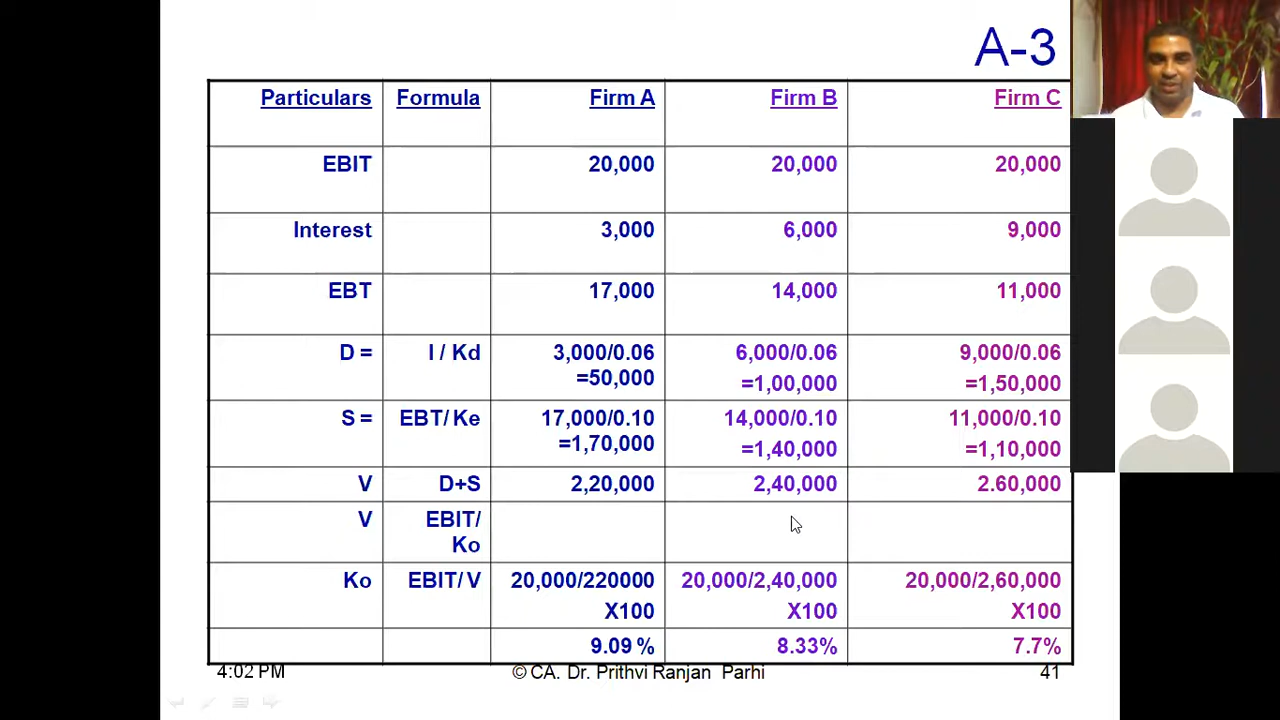 A-3
Particulars Formula Firm A Firm B Firm C
EBIT 20,000 20,000 20,000
Interest 3,000 6,000 9,000
EBT 17,000 14,000 11,000
D = I / Kd 3,000/0.06 6,000/0.06 9,000/0.06
=50,000 =1,00,000 =1,50,000
S = EBT/ Ke 17,000/0.10 14,000/0.10 11,000/0.10
=1,70,000 =1,40,000 =1,10,000
V D+S 2,20,000 2,40,000 2.60,000
V EBIT/
Ko
Ko EBIT/ V 20,000/220000 20,000/2,40,000 20,000/2,60,000
X100 X100 X100
9.09 % 8.33% 7.7%
4:02 PM © CA. Dr. Prithvi Ranjan Parhi 41